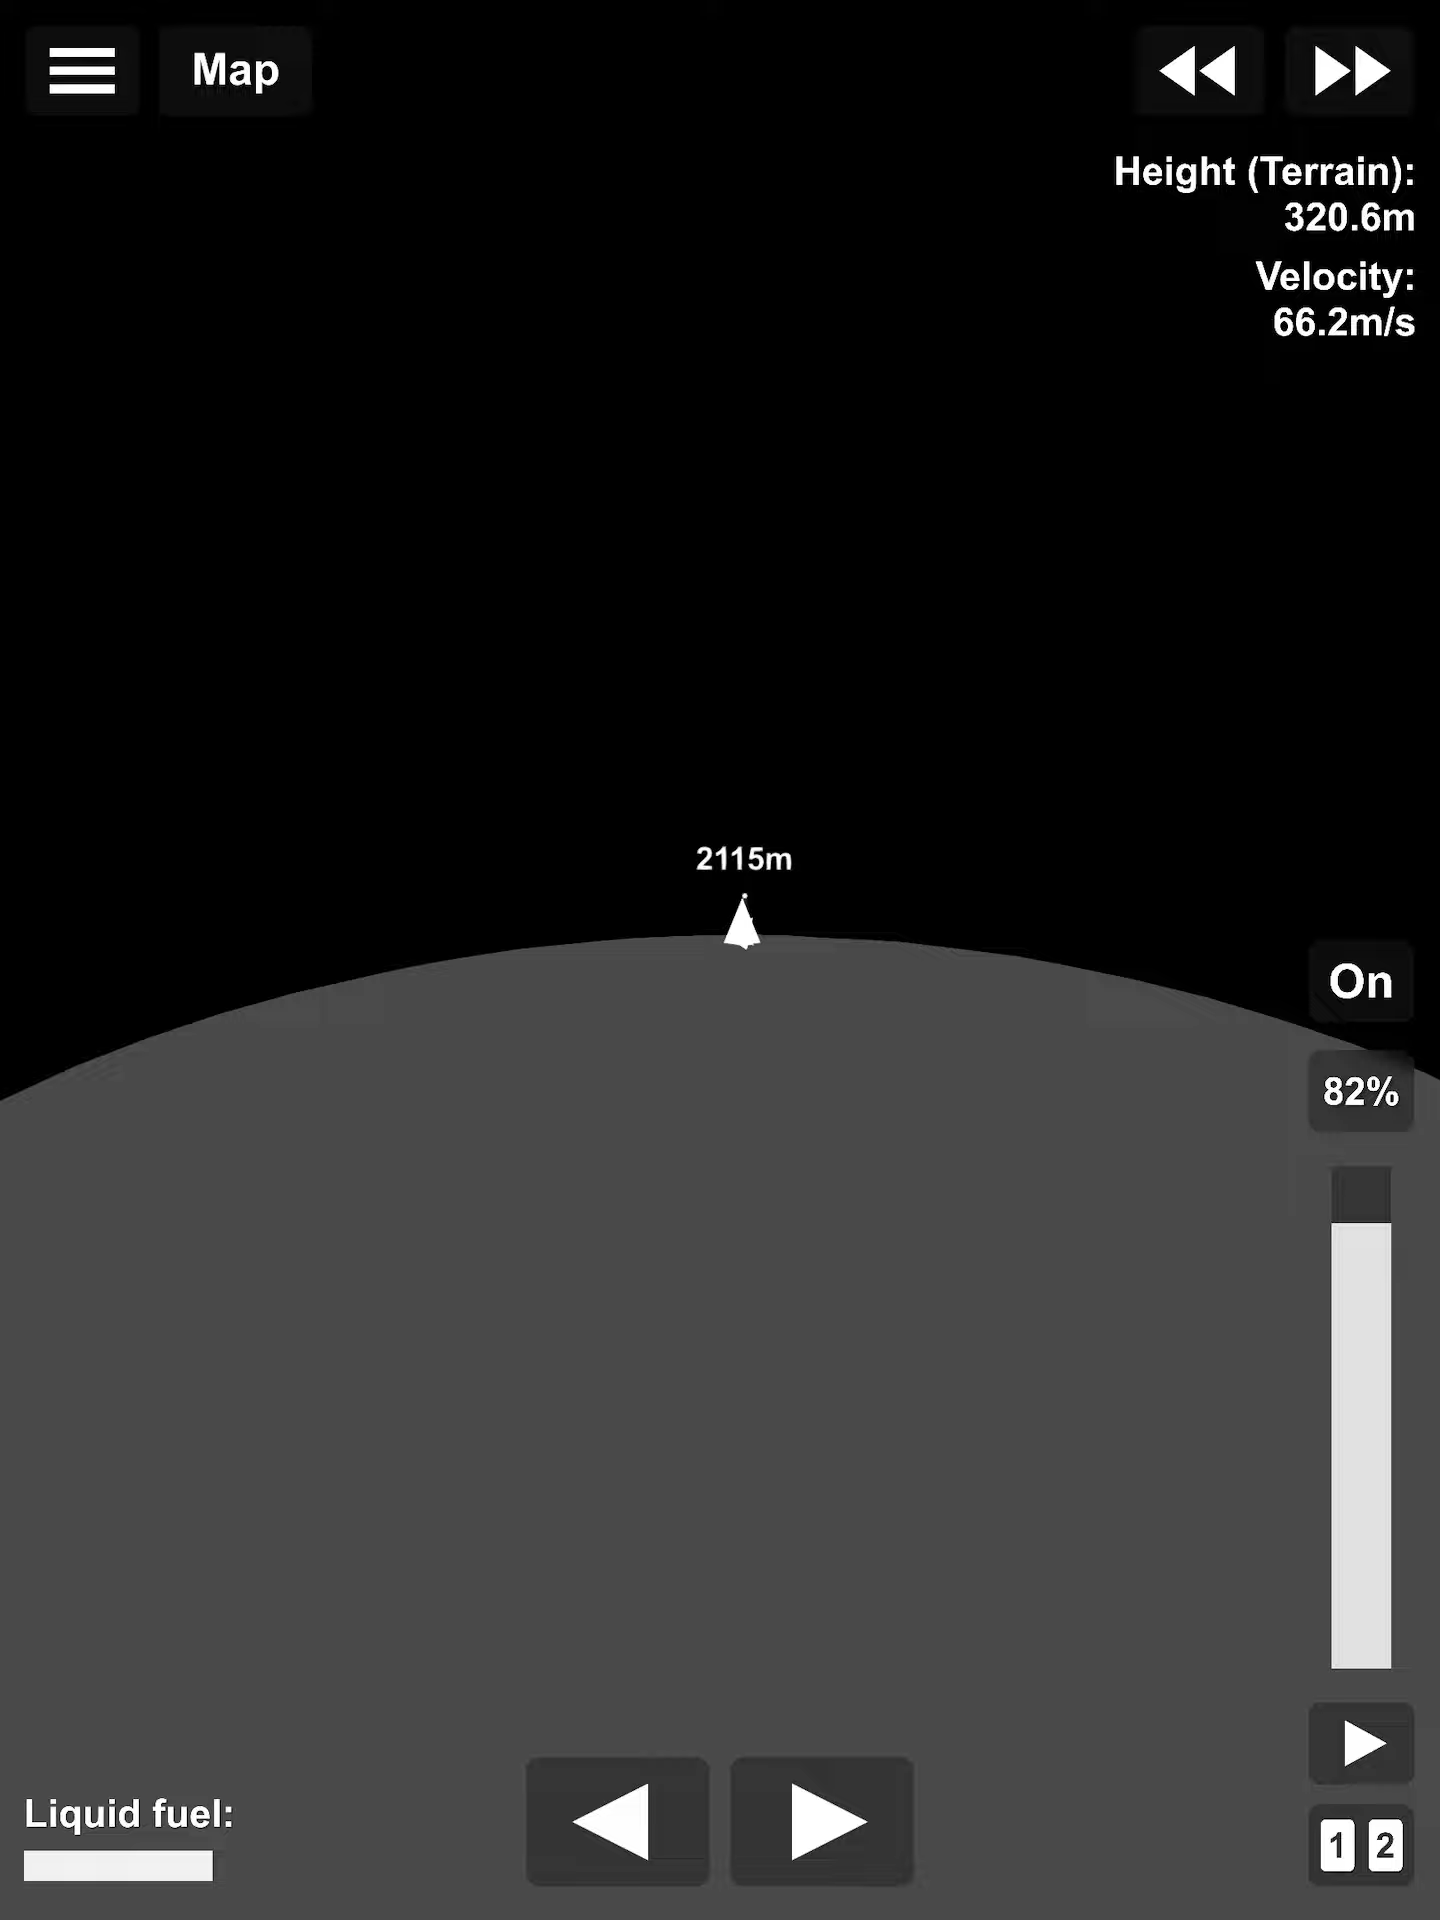 Map
Height (Terrain):
320.6m
Velocity:
66.2m/s
2115m
On
82%
Liquid fuel:
1 2